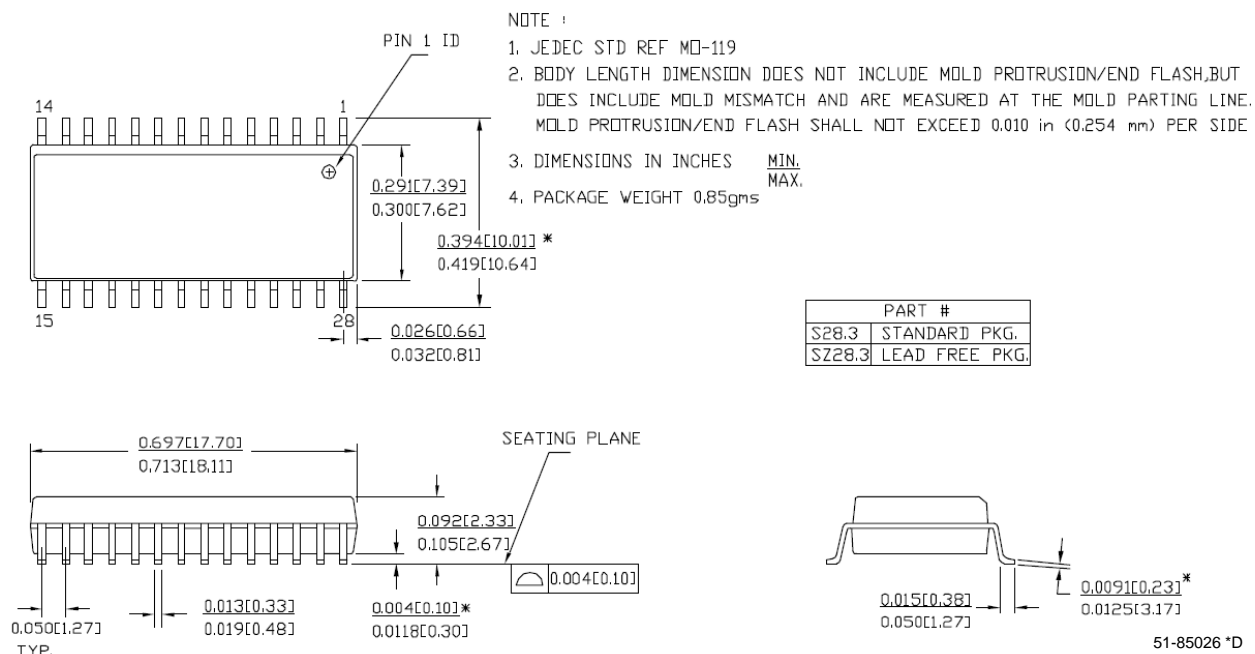 NOTE :
1. JEDEC STD REF MO-119
2. BODY LENGTH DIMENSION DOES NOT INCLUDE MOLD PROTRUSION/END FLASH,BUT
DOES INCLUDE MOLD MISMATCH AND ARE MEASURED AT THE MOLD PARTING LINE.
MOLD PROTRUSION/END FLASH SHALL NOT EXCEED 0.010 in (0.254 mm) PER SIDE
3. DIMENSIONS IN INCHES MIN.
MAX.
4. PACKAGE WEIGHT 0.85gms
PIN 1 ID
14 1
0.291[7.39]
0.300[7.62]
0.394[10.01] *
0.419[10.64]
15 28
0.026[0.66]
0.032[0.81]
PART #
S28.3 STANDARD PKG.
SZ28.3 LEAD FREE PKG.
0.697[17.70]
0.713[18.11]
SEATING PLANE
0.092[2.33]
0.105[2.67]
0.004[0.10]
0.050[1.27]
TYP.
0.013[0.33]
0.019[0.48]
0.004[0.10]*
0.0118[0.30]
0.015[0.38]
0.050[1.27]
0.0091[0.23]*
0.0125[3.17]
51-85026 *D